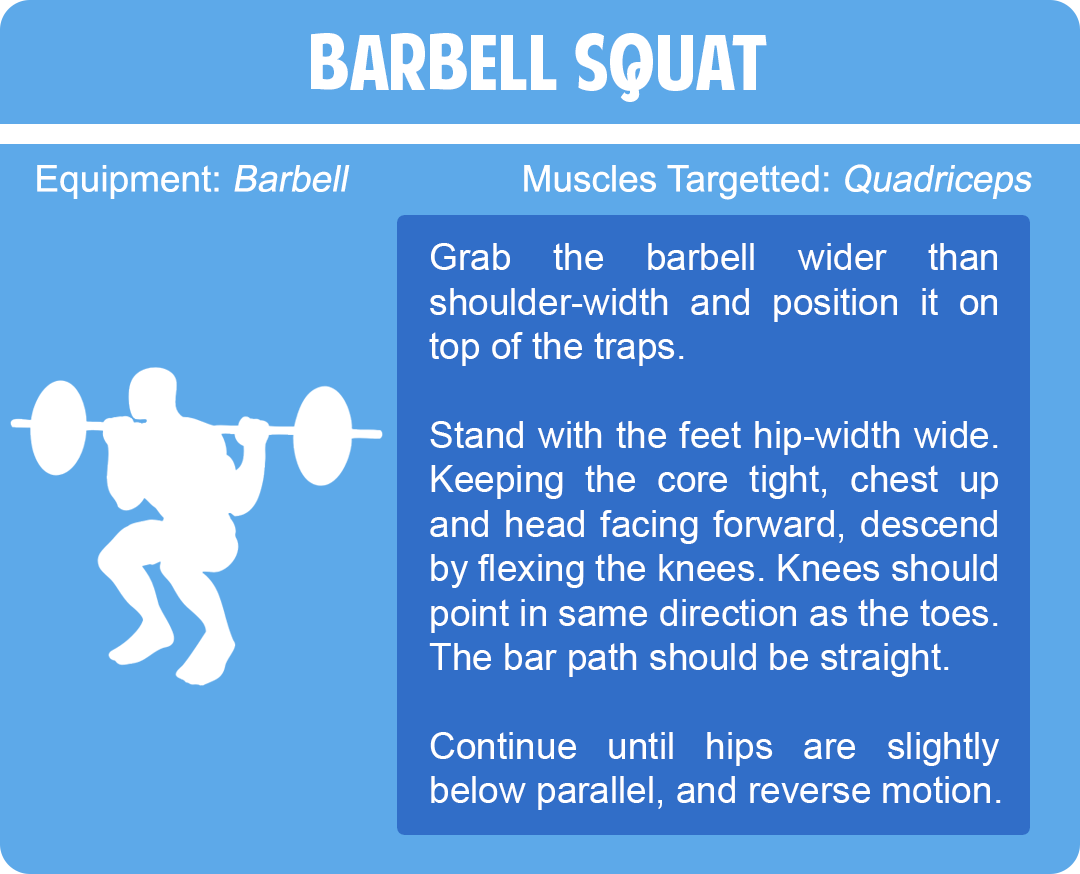 BARBELL SQUAT
Equipment: Barbell
Muscles Targetted: Quadriceps
Grab the barbell wider than
shoulder-width and position it on
top of the traps.
Stand with the feet hip-width wide.
Keeping the core tight, chest up
and head facing forward, descend
by flexing the knees. Knees should
point in same direction as the toes.
The bar path should be straight.
Continue until hips are slightly
below parallel, and reverse motion.